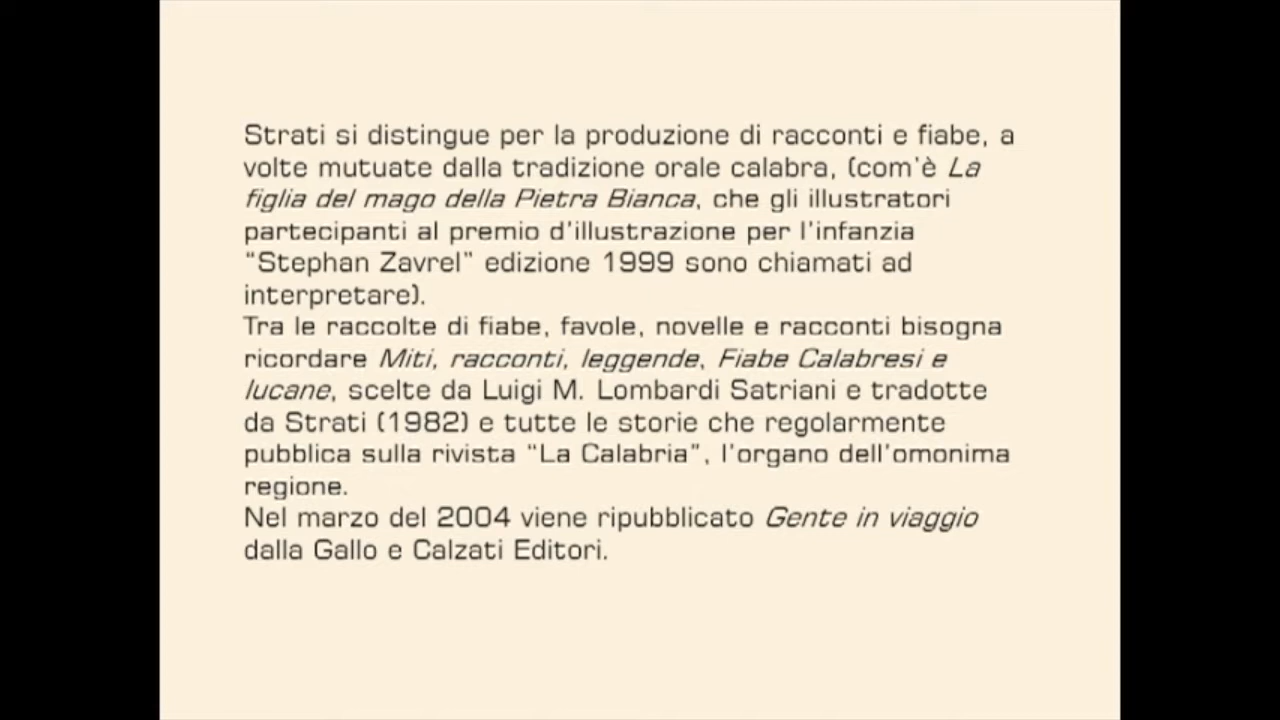 Strati si distingue per la produzione di racconti e fiabe, a
volte mutuate dalla tradizione orale calabra, (com'è La
figlia del mago della Pietra Bianca, che gli illustratori
partecipanti al premio d'illustrazione per l'infanzia
"Stephan Zavrel" edizione 1999 sono chiamati ad
interpretare).
Tra le raccolte di fiabe, favole, novelle e racconti bisogna
ricordare Miti, racconti, leggende, Fiabe Calabresi e
lucane, scelte da Luigi M. Lombardi Satriani e tradotte
da Strati (1982) e tutte le storie che regolarmente
pubblica sulla rivista "La Calabria", l'organo dell'omonima
regione.
Nel marzo del 2004 viene ripubblicato Gente in viaggio
dalla Gallo e Calzati Editori.